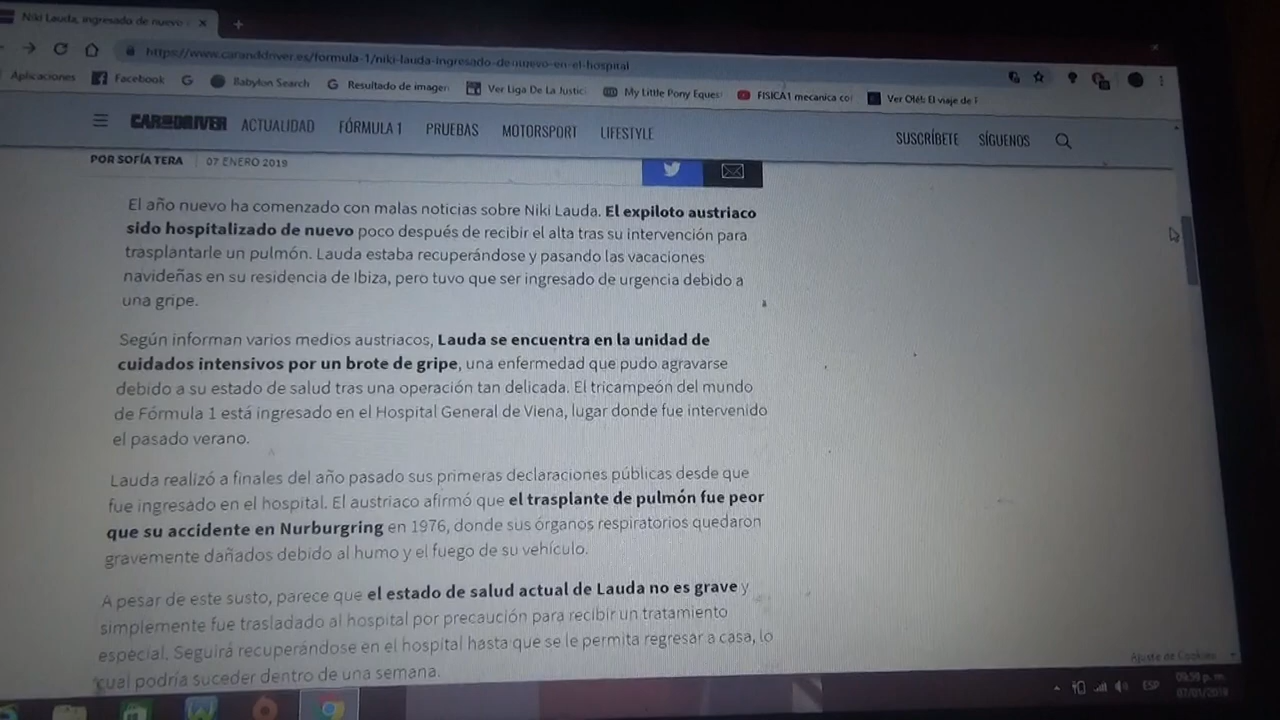 Niki Lauda, ingresado de nuevo
https://www.caranddriver.es/formula-1/niki-lauda-ingresado-de-nuevo-en-el-hospital
Aplicaciones Facebook Babylon Search Resultado de imagen Ver Liga De La Justic My Little Pony Eques FISICA1 mecanica co Ver Olé!: El viaje de F
CAR AND DRIVER ACTUALIDAD FÓRMULA 1 PRUEBAS MOTORSPORT LIFESTYLE SUSCRÍBETE SÍGUENOS
POR SOFÍA TERA 07 ENERO 2019
El año nuevo ha comenzado con malas noticias sobre Niki Lauda. El expiloto austriaco
sido hospitalizado de nuevo poco después de recibir el alta tras su intervención para
trasplantarle un pulmón. Lauda estaba recuperándose y pasando las vacaciones
navideñas en su residencia de Ibiza, pero tuvo que ser ingresado de urgencia debido a
una gripe.
Según informan varios medios austriacos, Lauda se encuentra en la unidad de
cuidados intensivos por un brote de gripe, una enfermedad que pudo agravarse
debido a su estado de salud tras una operación tan delicada. El tricampeón del mundo
de Fórmula 1 está ingresado en el Hospital General de Viena, lugar donde fue intervenido
el pasado verano.
Lauda realizó a finales del año pasado sus primeras declaraciones públicas desde que
fue ingresado en el hospital. El austriaco afirmó que el trasplante de pulmón fue peor
que su accidente en Nurburgring en 1976, donde sus órganos respiratorios quedaron
gravemente dañados debido al humo y el fuego de su vehículo.
A pesar de este susto, parece que el estado de salud actual de Lauda no es grave y
simplemente fue trasladado al hospital por precaución para recibir un tratamiento
especial. Seguirá recuperándose en el hospital hasta que se le permita regresar a casa, lo
cual podría suceder dentro de una semana.
Ajuste de Cookies
ESP 09:59 p. m.
07/01/2019